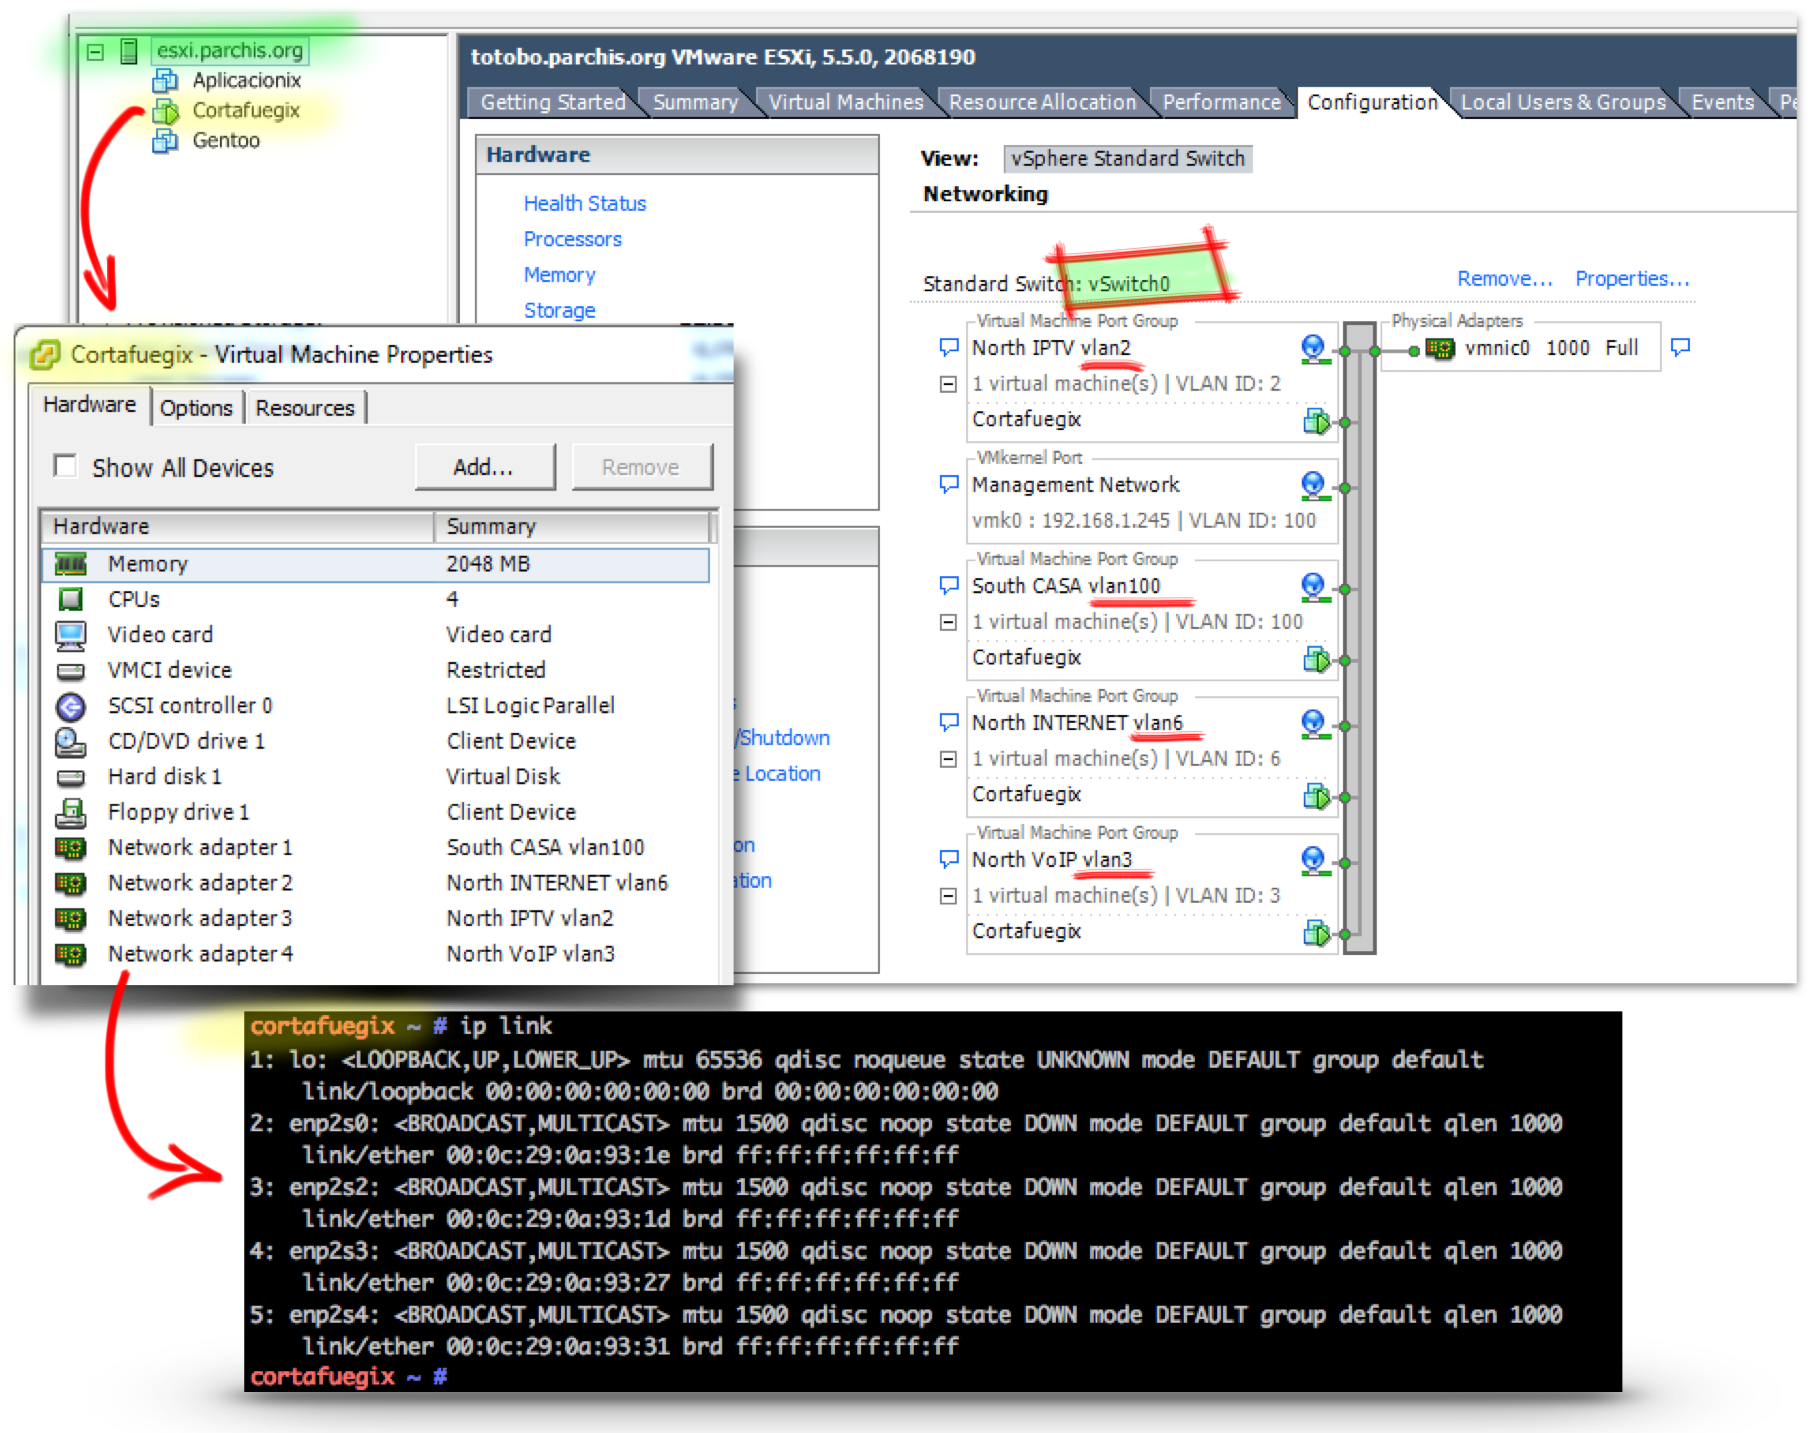 esxi.parchis.org
Aplicacionix
Cortafuegix
Gentoo
totobo.parchis.org VMware ESXi, 5.5.0, 2068190
Getting Started Summary Virtual Machines Resource Allocation Performance Configuration Local Users & Groups Events
Hardware
Health Status
Processors
Memory
Storage
/Shutdown
Location
View: vSphere Standard Switch
Networking
Standard Switch: vSwitch0 Remove... Properties...
Virtual Machine Port Group
North IPTV vlan2
1 virtual machine(s) | VLAN ID: 2
Cortafuegix
Physical Adapters
vmnic0 1000 Full
VMkernel Port
Management Network
vmk0 : 192.168.1.245 | VLAN ID: 100
Virtual Machine Port Group
South CASA vlan100
1 virtual machine(s) | VLAN ID: 100
Cortafuegix
Virtual Machine Port Group
North INTERNET vlan6
1 virtual machine(s) | VLAN ID: 6
Cortafuegix
Virtual Machine Port Group
North VoIP vlan3
1 virtual machine(s) | VLAN ID: 3
Cortafuegix
Cortafuegix - Virtual Machine Properties
Hardware Options Resources
Show All Devices Add... Remove
Hardware Summary
Memory 2048 MB
CPUs 4
Video card Video card
VMCI device Restricted
SCSI controller 0 LSI Logic Parallel
CD/DVD drive 1 Client Device
Hard disk 1 Virtual Disk
Floppy drive 1 Client Device
Network adapter 1 South CASA vlan100
Network adapter 2 North INTERNET vlan6
Network adapter 3 North IPTV vlan2
Network adapter 4 North VoIP vlan3
cortafuegix ~ # ip link
1: lo: <LOOPBACK,UP,LOWER_UP> mtu 65536 qdisc noqueue state UNKNOWN mode DEFAULT group default
link/loopback 00:00:00:00:00:00 brd 00:00:00:00:00:00
2: enp2s0: <BROADCAST,MULTICAST> mtu 1500 qdisc noop state DOWN mode DEFAULT group default qlen 1000
link/ether 00:0c:29:0a:93:1e brd ff:ff:ff:ff:ff:ff
3: enp2s2: <BROADCAST,MULTICAST> mtu 1500 qdisc noop state DOWN mode DEFAULT group default qlen 1000
link/ether 00:0c:29:0a:93:1d brd ff:ff:ff:ff:ff:ff
4: enp2s3: <BROADCAST,MULTICAST> mtu 1500 qdisc noop state DOWN mode DEFAULT group default qlen 1000
link/ether 00:0c:29:0a:93:27 brd ff:ff:ff:ff:ff:ff
5: enp2s4: <BROADCAST,MULTICAST> mtu 1500 qdisc noop state DOWN mode DEFAULT group default qlen 1000
link/ether 00:0c:29:0a:93:31 brd ff:ff:ff:ff:ff:ff
cortafuegix ~ #